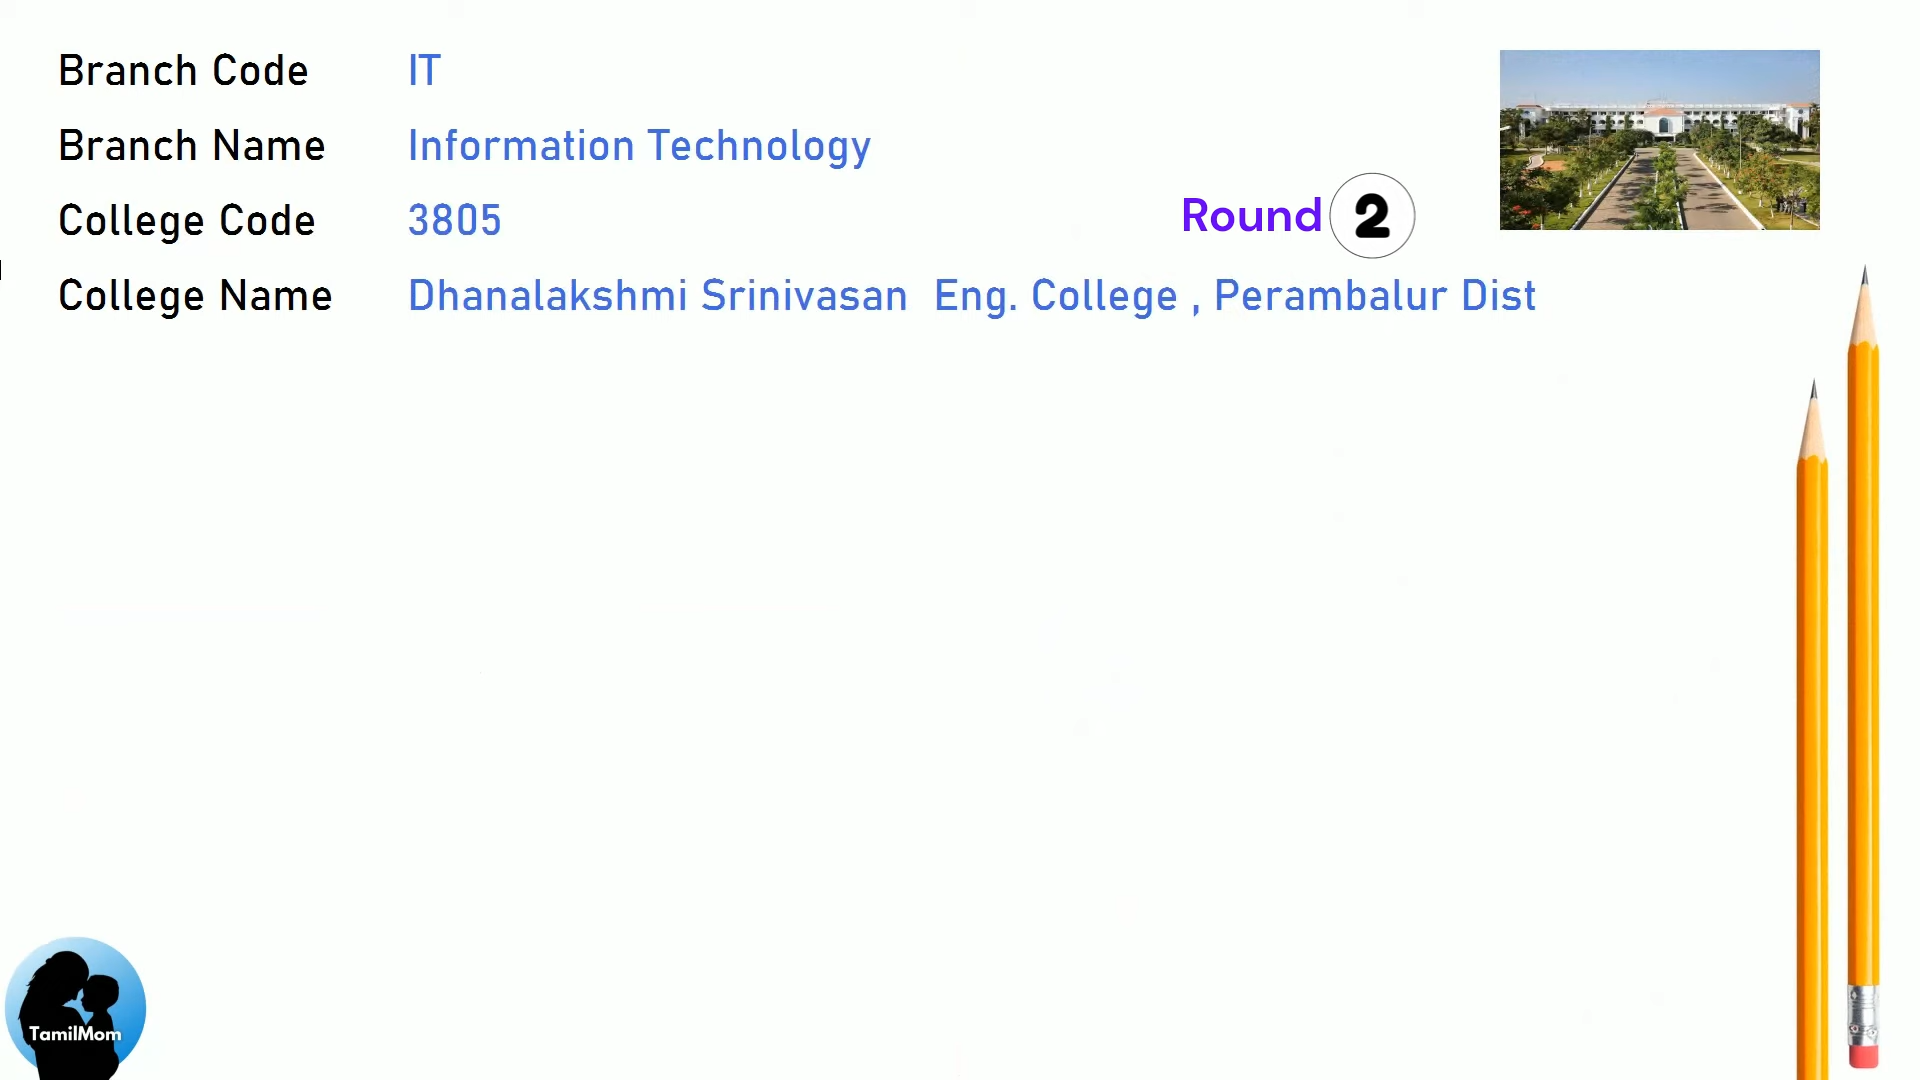 Branch Code IT
Branch Name Information Technology
College Code 3805
Round 2
College Name Dhanalakshmi Srinivasan Eng. College , Perambalur Dist
TamilMom